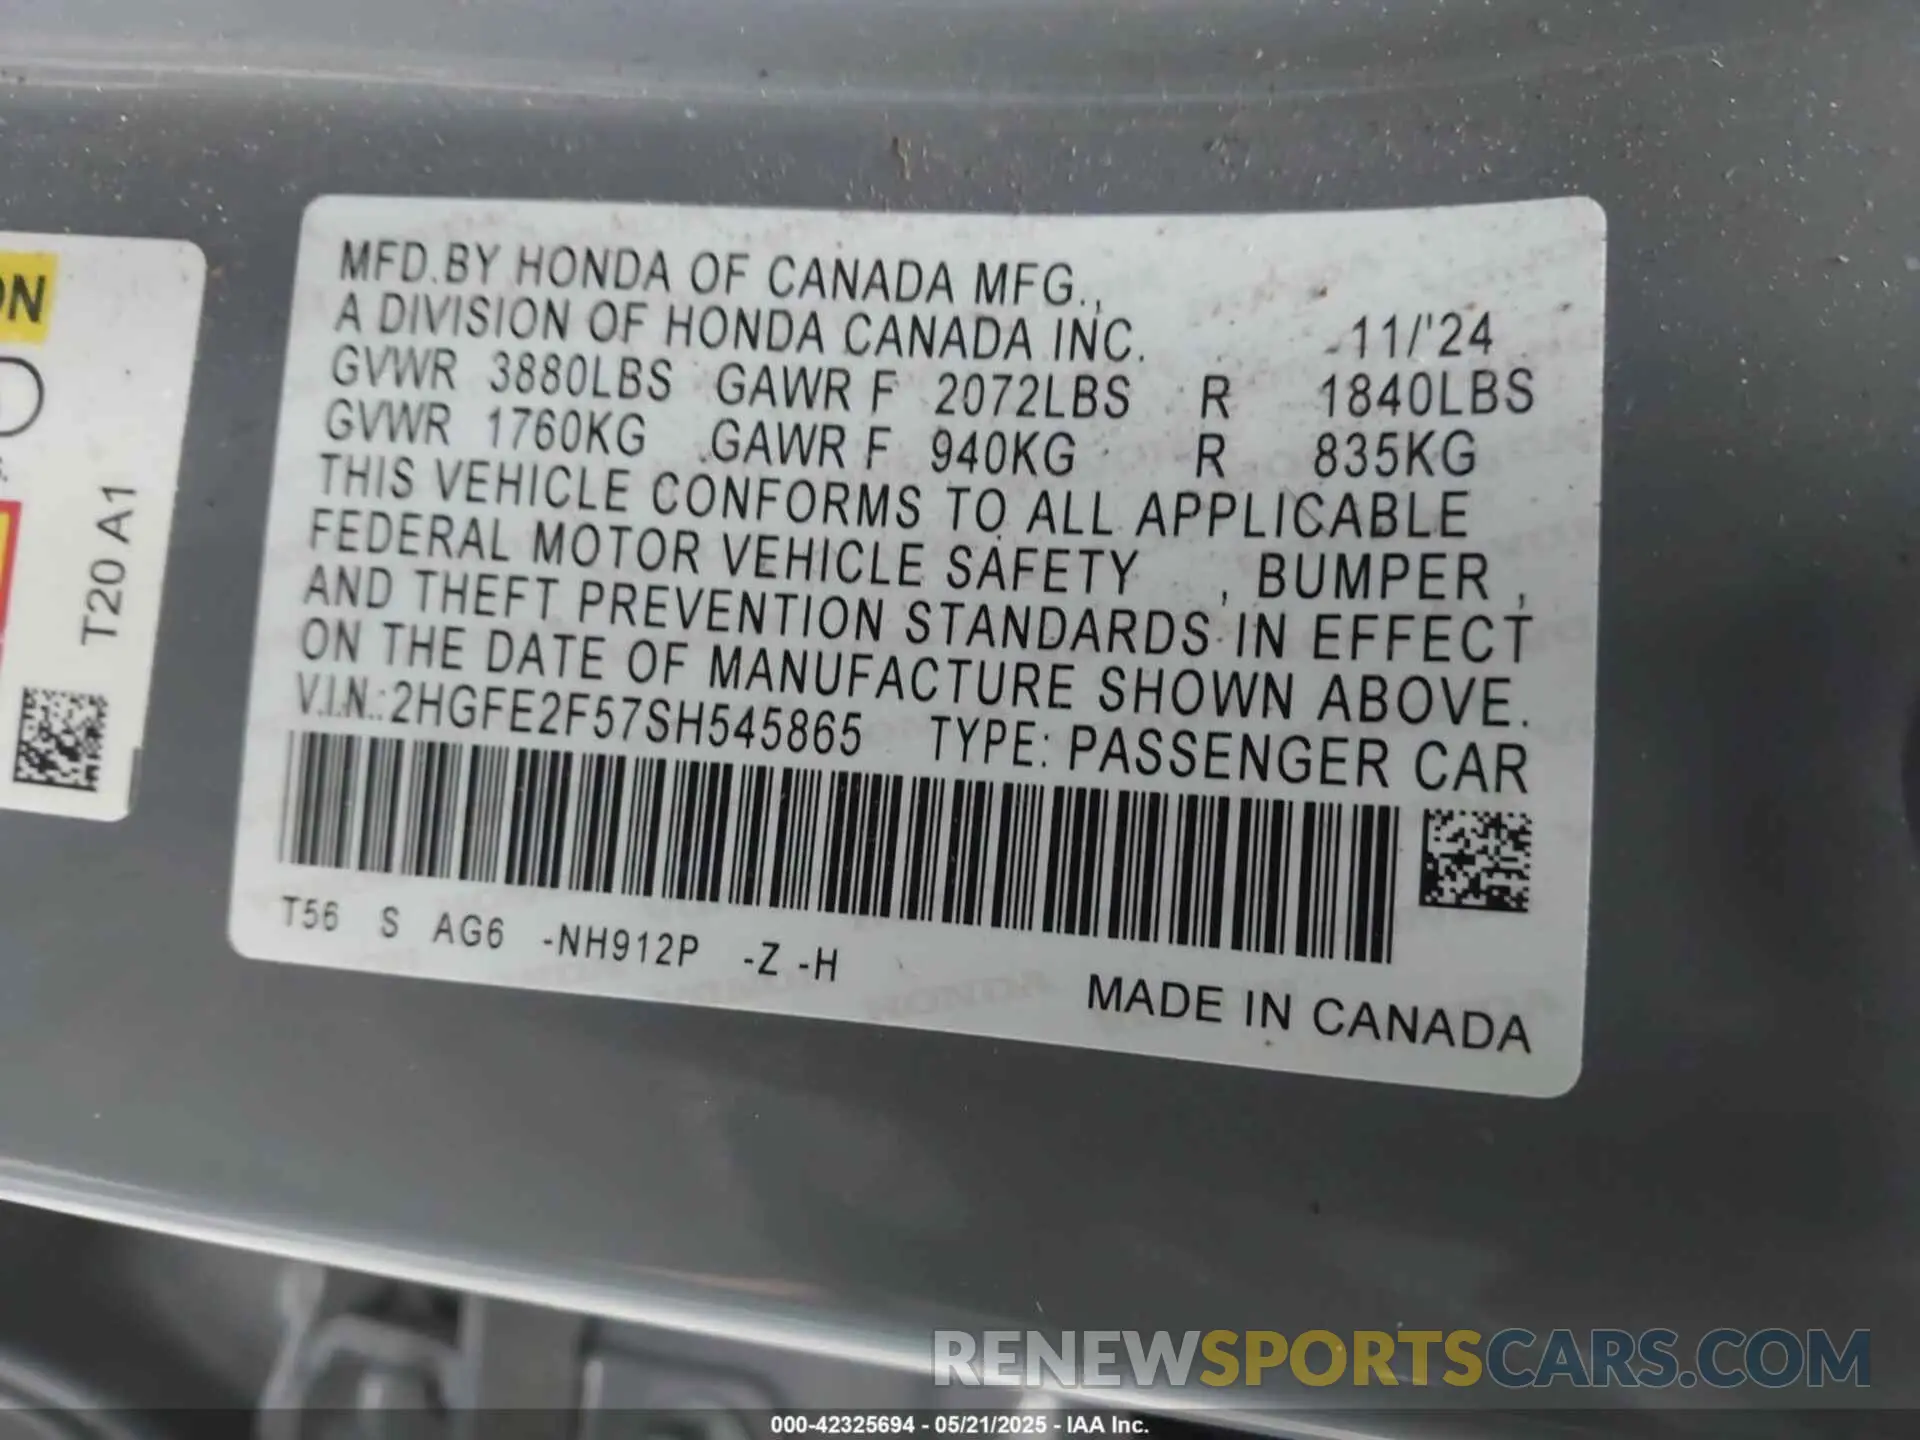 MFD.BY HONDA OF CANADA MFG.,
A DIVISION OF HONDA CANADA INC. 11/'24
GVWR 3880LBS GAWR F 2072LBS R 1840LBS
GVWR 1760KG GAWR F 940KG R 835KG
THIS VEHICLE CONFORMS TO ALL APPLICABLE
FEDERAL MOTOR VEHICLE SAFETY , BUMPER ,
AND THEFT PREVENTION STANDARDS IN EFFECT
ON THE DATE OF MANUFACTURE SHOWN ABOVE.
V.I.N.: 2HGFE2F57SH545865 TYPE: PASSENGER CAR
T56 S AG6 -NH912P -Z -H
MADE IN CANADA
T20 A1
RENEWSPORTSCARS.COM
000-42325694 - 05/21/2025 - IAA Inc.